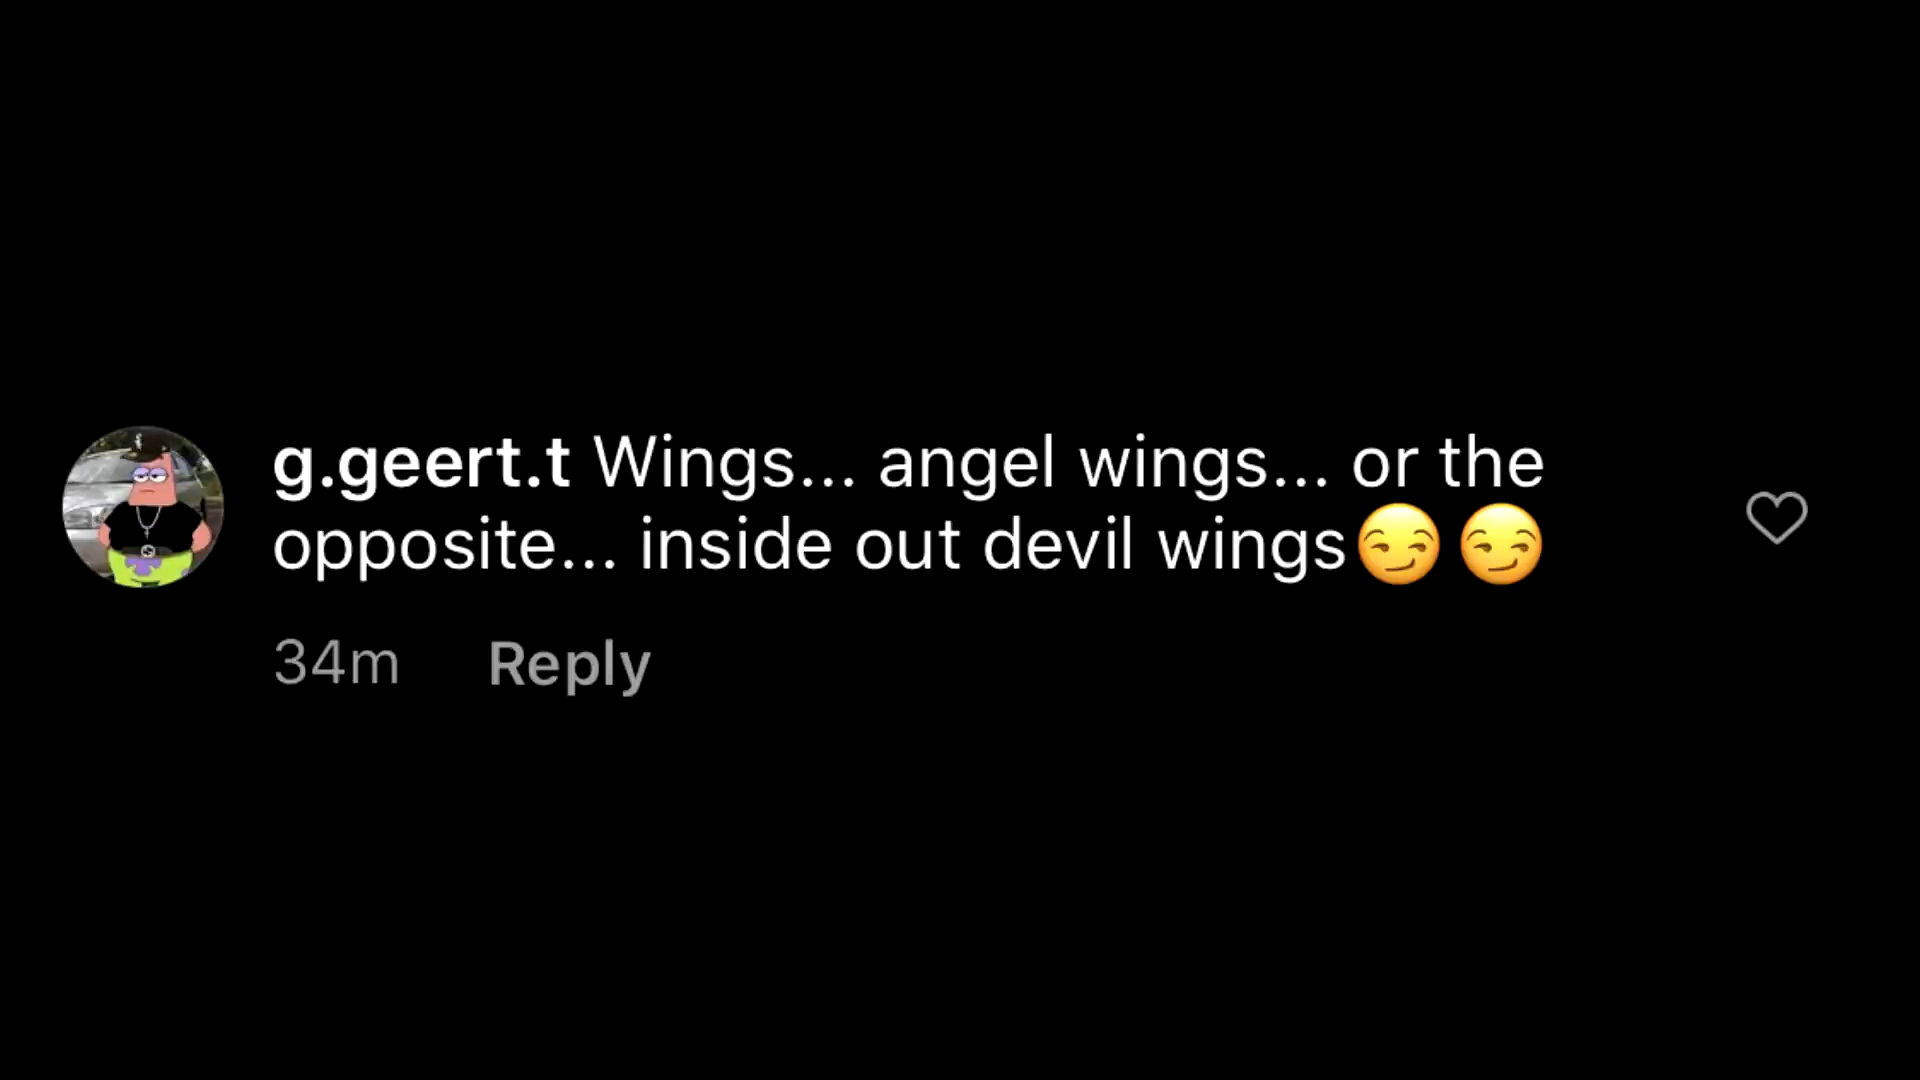 g.geert.t Wings... angel wings... or the
opposite... inside out devil wings😏😏
34m Reply